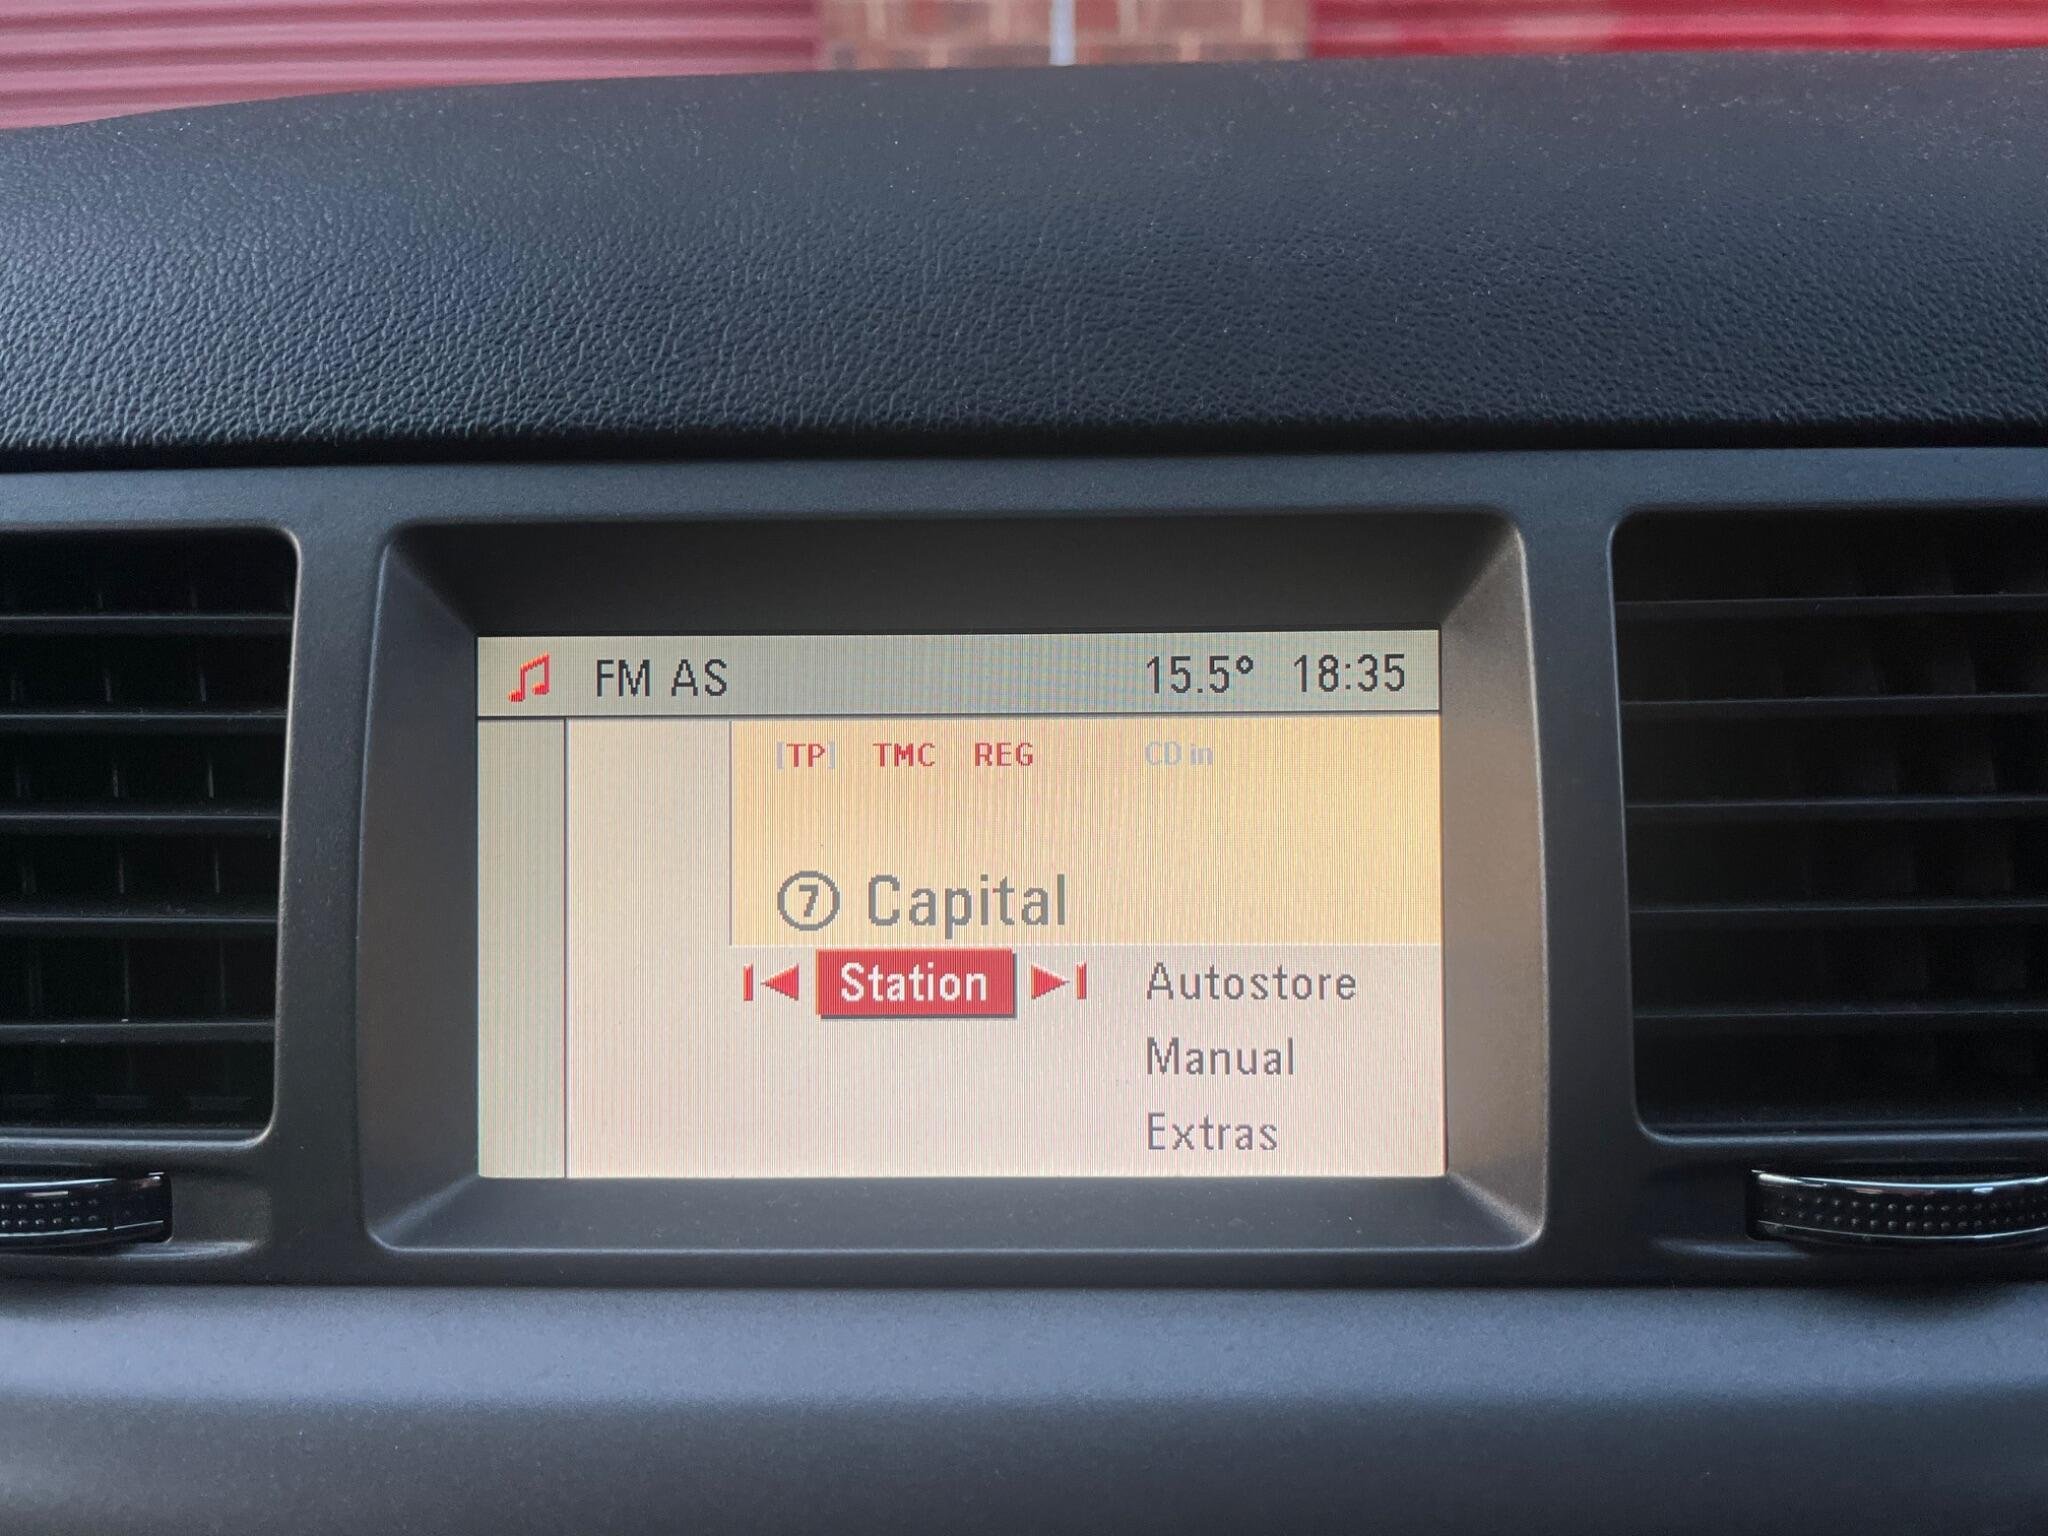 FM AS 15.5° 18:35
[TP] TMC REG CD in
7 Capital
Station Autostore
Manual
Extras